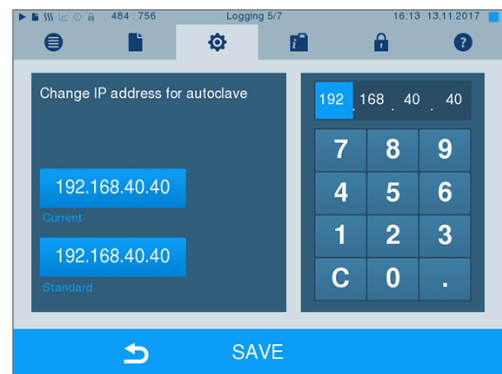 484 : 756 Logging 5/7 16:13 13.11.2017
i ?
Change IP address for autoclave
192.168.40.40
Current
192.168.40.40
Standard
192 . 168 . 40 . 40
7 8 9
4 5 6
1 2 3
C 0 .
SAVE